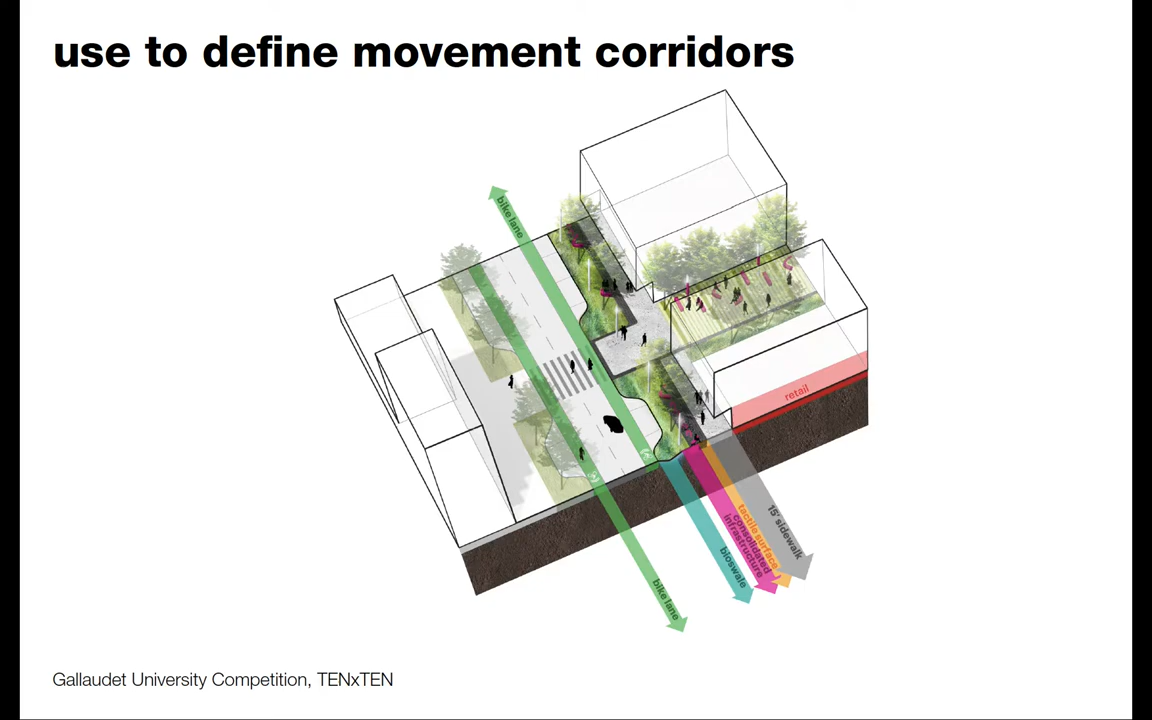 use to define movement corridors
bike lane
retail
15' sidewalk
tactile surface
consolidated
infrastructure
bioswale
bike lane
Gallaudet University Competition, TENxTEN